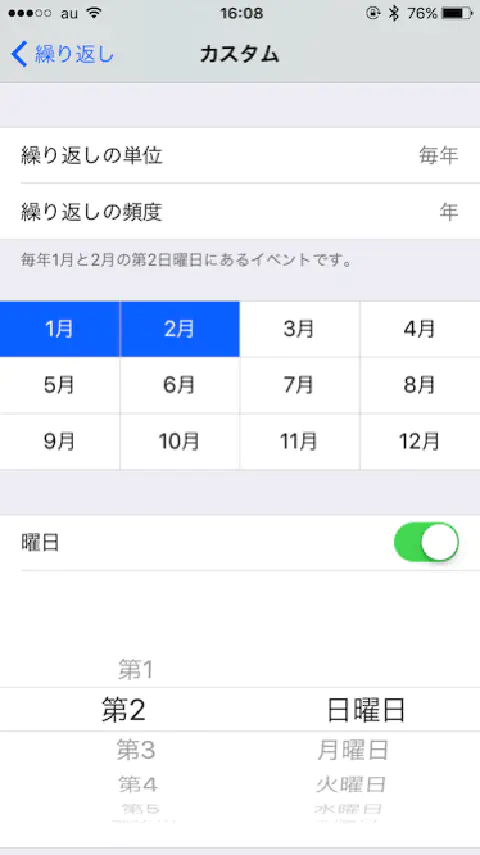 au 16:08 76%
繰り返し カスタム
繰り返しの単位 毎年
繰り返しの頻度 年
毎年1月と2月の第2日曜日にあるイベントです。
1月 2月 3月 4月
5月 6月 7月 8月
9月 10月 11月 12月
曜日
第1
第2 日曜日
第3 月曜日
第4 火曜日
第5 水曜日